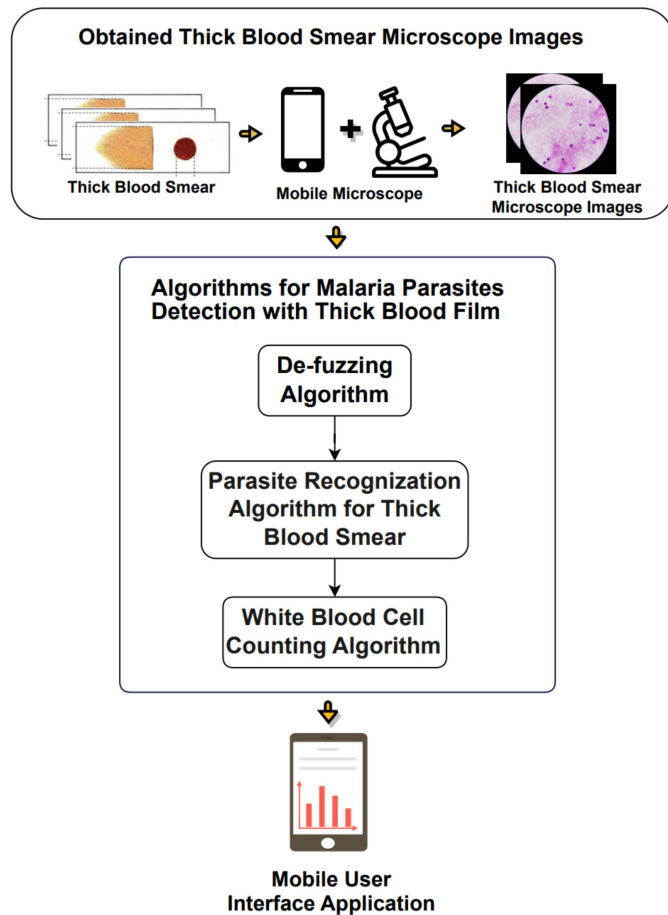 Obtained Thick Blood Smear Microscope Images
Thick Blood Smear
Mobile Microscope
Thick Blood Smear
Microscope Images
Algorithms for Malaria Parasites
Detection with Thick Blood Film
De-fuzzing
Algorithm
Parasite Recognization
Algorithm for Thick
Blood Smear
White Blood Cell
Counting Algorithm
Mobile User
Interface Application